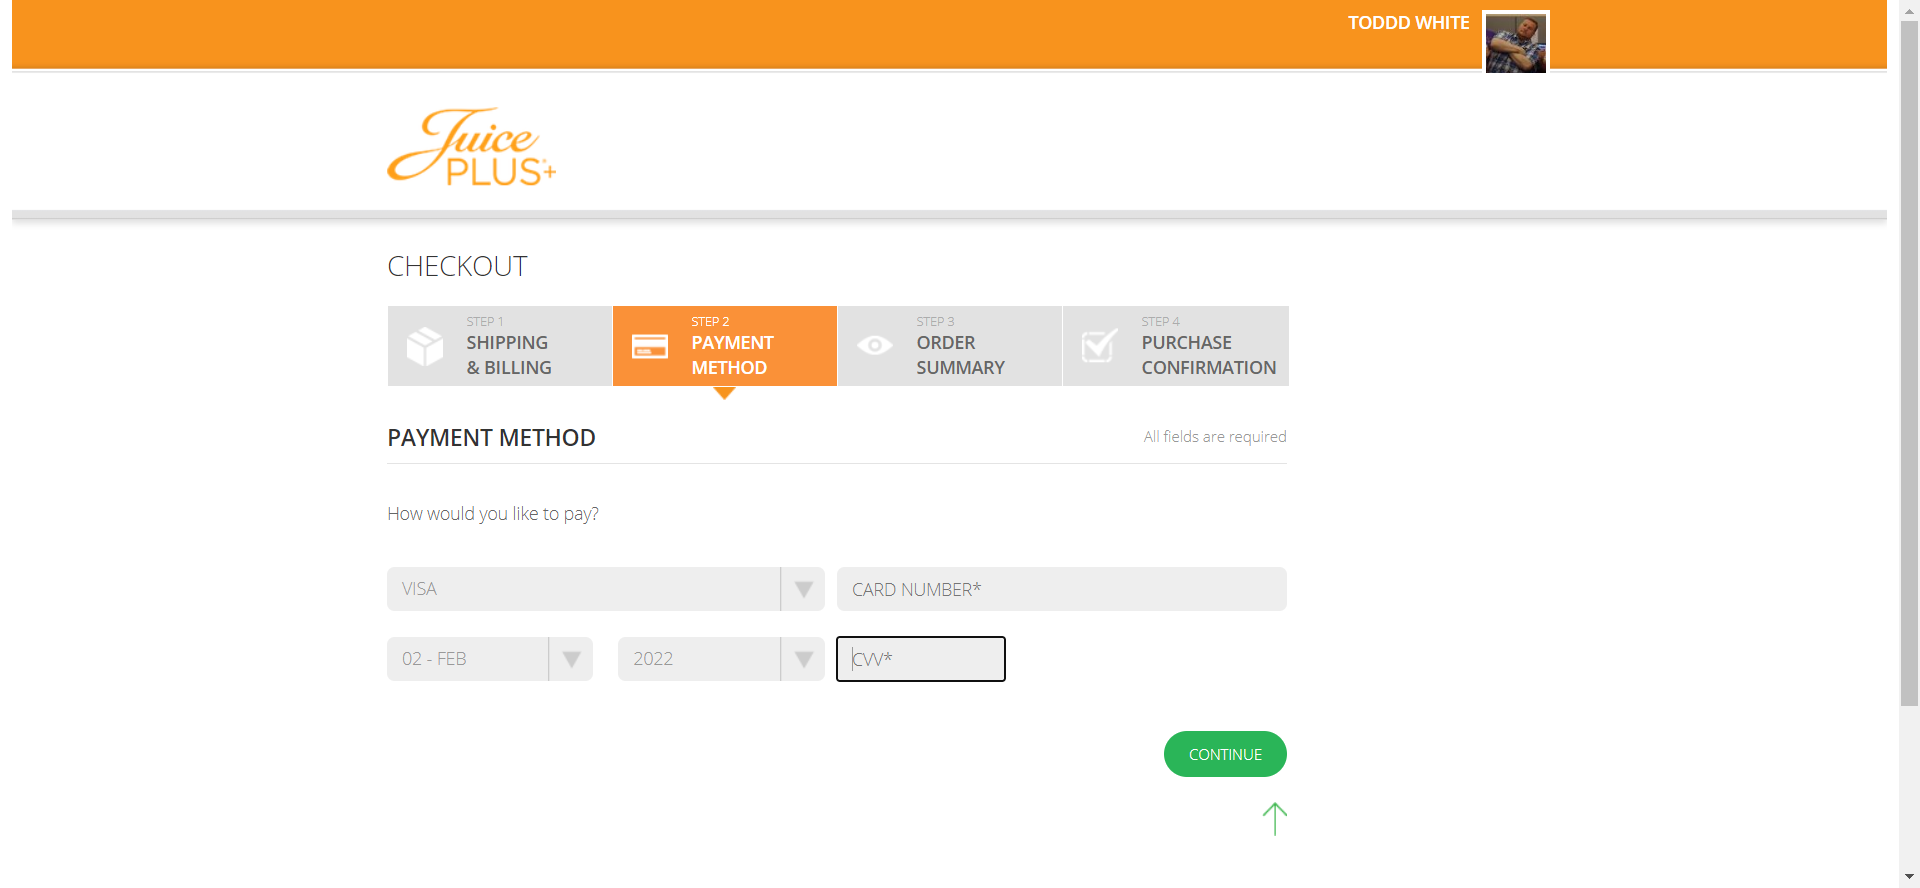 TODDD WHITE
Juice
PLUS+
CHECKOUT
STEP 1
SHIPPING
& BILLING
STEP 2
PAYMENT
METHOD
STEP 3
ORDER
SUMMARY
STEP 4
PURCHASE
CONFIRMATION
PAYMENT METHOD
All fields are required
How would you like to pay?
VISA
CARD NUMBER*
02 - FEB
2022
CVV*
CONTINUE